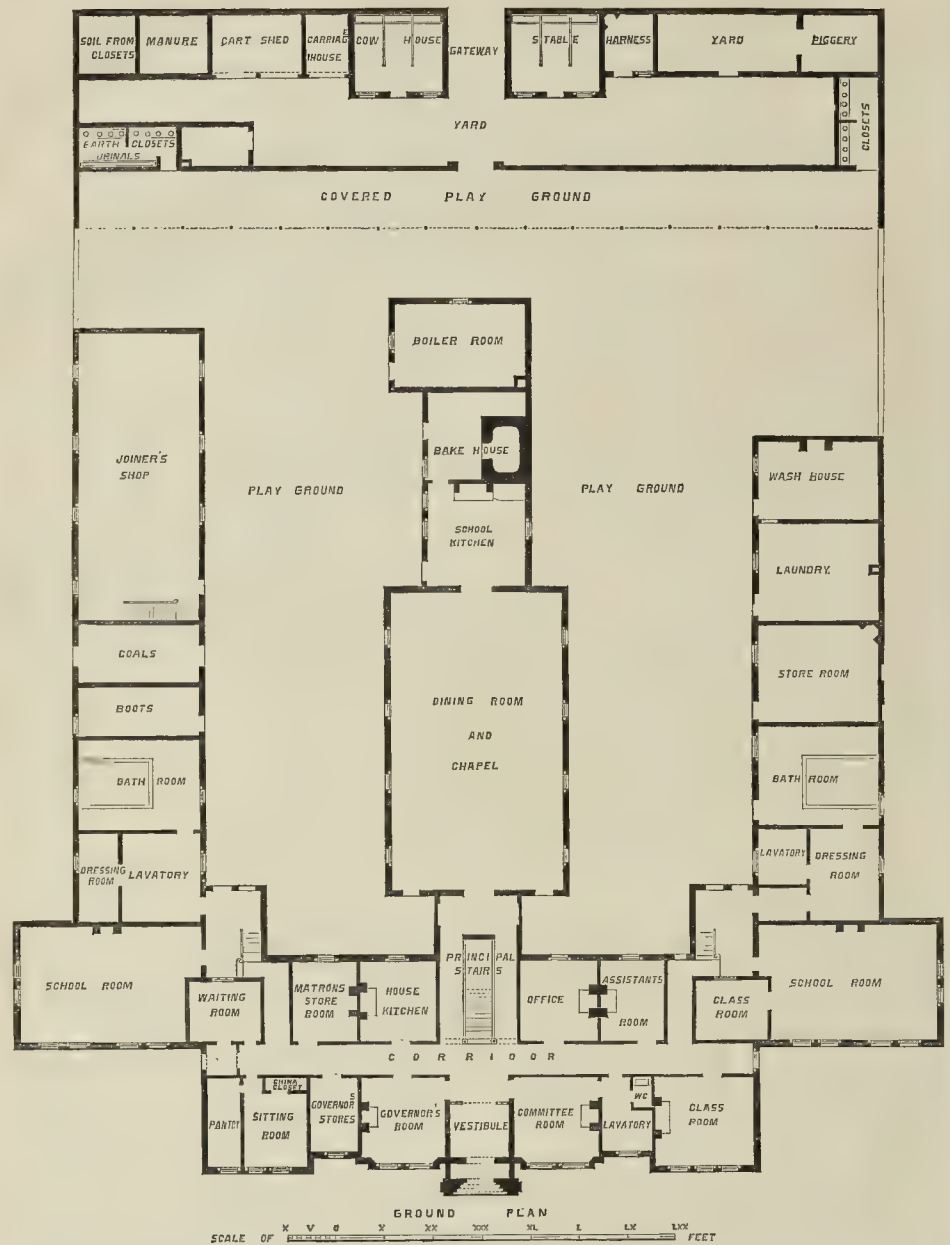 SOIL FROM
CLOSETS
MANURE
CART SHED
CARRIAGE
HOUSE
COW HOUSE
GATEWAY
STABLE
HARNESS
YARD
PIGGERY
YARD
EARTH CLOSETS
URINALS
CLOSETS
COVERED PLAY GROUND
BOILER ROOM
JOINER'S
SHOP
PLAY GROUND
BAKE HOUSE
PLAY GROUND
WASH HOUSE
SCHOOL
KITCHEN
LAUNDRY.
COALS
STORE ROOM
BOOTS
DINING ROOM
AND
CHAPEL
BATH ROOM
BATH ROOM
DRESSING
ROOM
LAVATORY
LAVATORY
DRESSING
ROOM
SCHOOL ROOM
WAITING
ROOM
MATRONS
STORE
ROOM
HOUSE
KITCHEN
PRINCIPAL
STAIRS
OFFICE
ASSISTANTS
ROOM
CLASS
ROOM
SCHOOL ROOM
CORRIDOR
PANTRY
CHINA
CLOSET
SITTING
ROOM
GOVERNORS
STORES
GOVERNOR'S
ROOM
VESTIBULE
COMMITTEE
ROOM
WC
LAVATORY
CLASS
ROOM
GROUND PLAN
SCALE OF X V 0 X XX XXX XL L LX LXX FEET